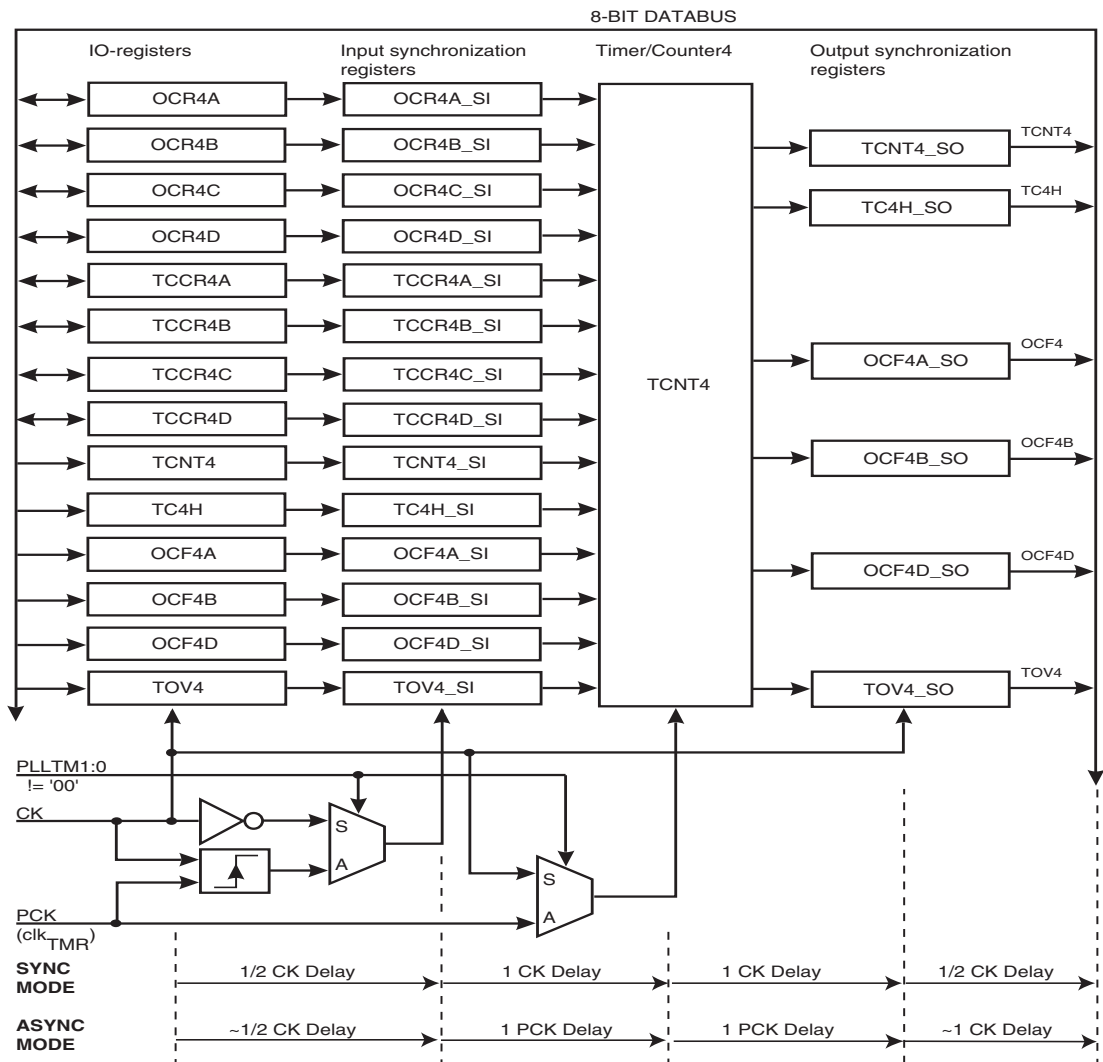 8-BIT DATABUS
IO-registers
Input synchronization
registers
Timer/Counter4
Output synchronization
registers
OCR4A
OCR4A_SI
OCR4B
OCR4B_SI
TCNT4_SO
TCNT4
OCR4C
OCR4C_SI
TC4H_SO
TC4H
OCR4D
OCR4D_SI
TCCR4A
TCCR4A_SI
TCCR4B
TCCR4B_SI
OCF4A_SO
OCF4
TCCR4C
TCCR4C_SI
TCNT4
TCCR4D
TCCR4D_SI
TCNT4
TCNT4_SI
OCF4B_SO
OCF4B
TC4H
TC4H_SI
OCF4A
OCF4A_SI
OCF4D_SO
OCF4D
OCF4B
OCF4B_SI
OCF4D
OCF4D_SI
TOV4
TOV4_SI
TOV4_SO
TOV4
PLLTM1:0
!= '00'
CK
S
A
S
A
PCK
(clkTMR)
SYNC
MODE
1/2 CK Delay
1 CK Delay
1 CK Delay
1/2 CK Delay
ASYNC
MODE
~1/2 CK Delay
1 PCK Delay
1 PCK Delay
~1 CK Delay